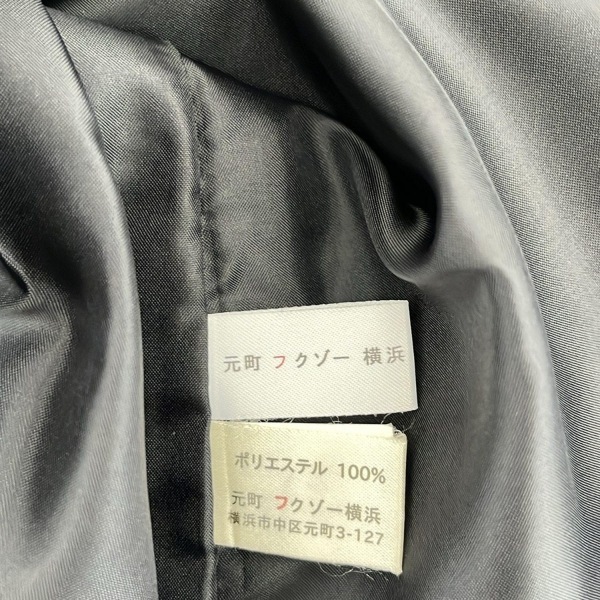 元町 フクゾー 横浜
ポリエステル 100%
元町 フクゾー横浜
横浜市中区元町3-127